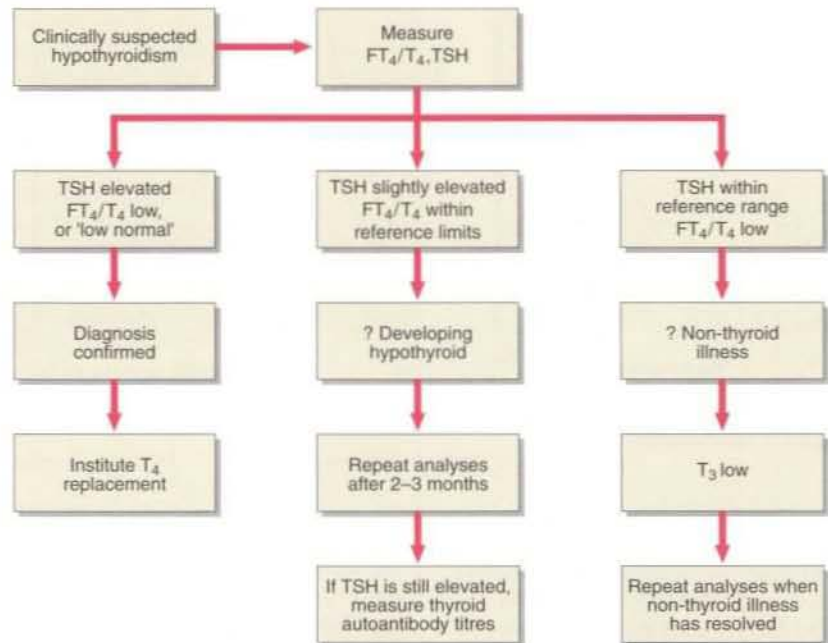 Clinically suspected
hypothyroidism
Measure
FT₄/T₄,TSH
TSH elevated
FT₄/T₄ low,
or 'low normal'
TSH slightly elevated
FT₄/T₄ within
reference limits
TSH within
reference range
FT₄/T₄ low
Diagnosis
confirmed
? Developing
hypothyroid
? Non-thyroid
illness
Institute T₄
replacement
Repeat analyses
after 2–3 months
T₃ low
If TSH is still elevated,
measure thyroid
autoantibody titres
Repeat analyses when
non-thyroid illness
has resolved